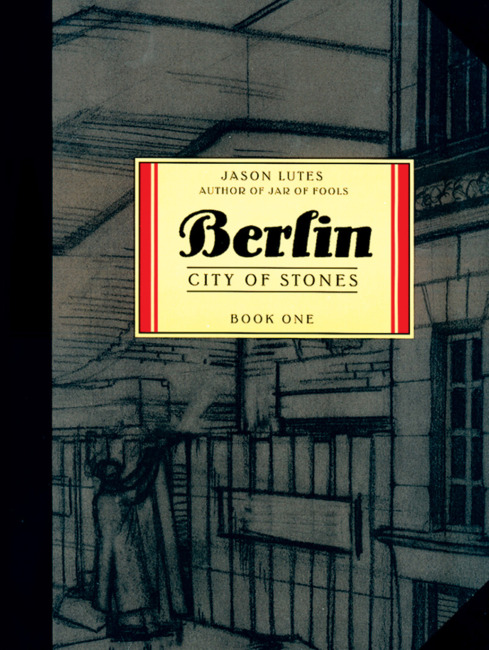 JASON LUTES
AUTHOR OF JAR OF FOOLS
Berlin
CITY OF STONES
BOOK ONE